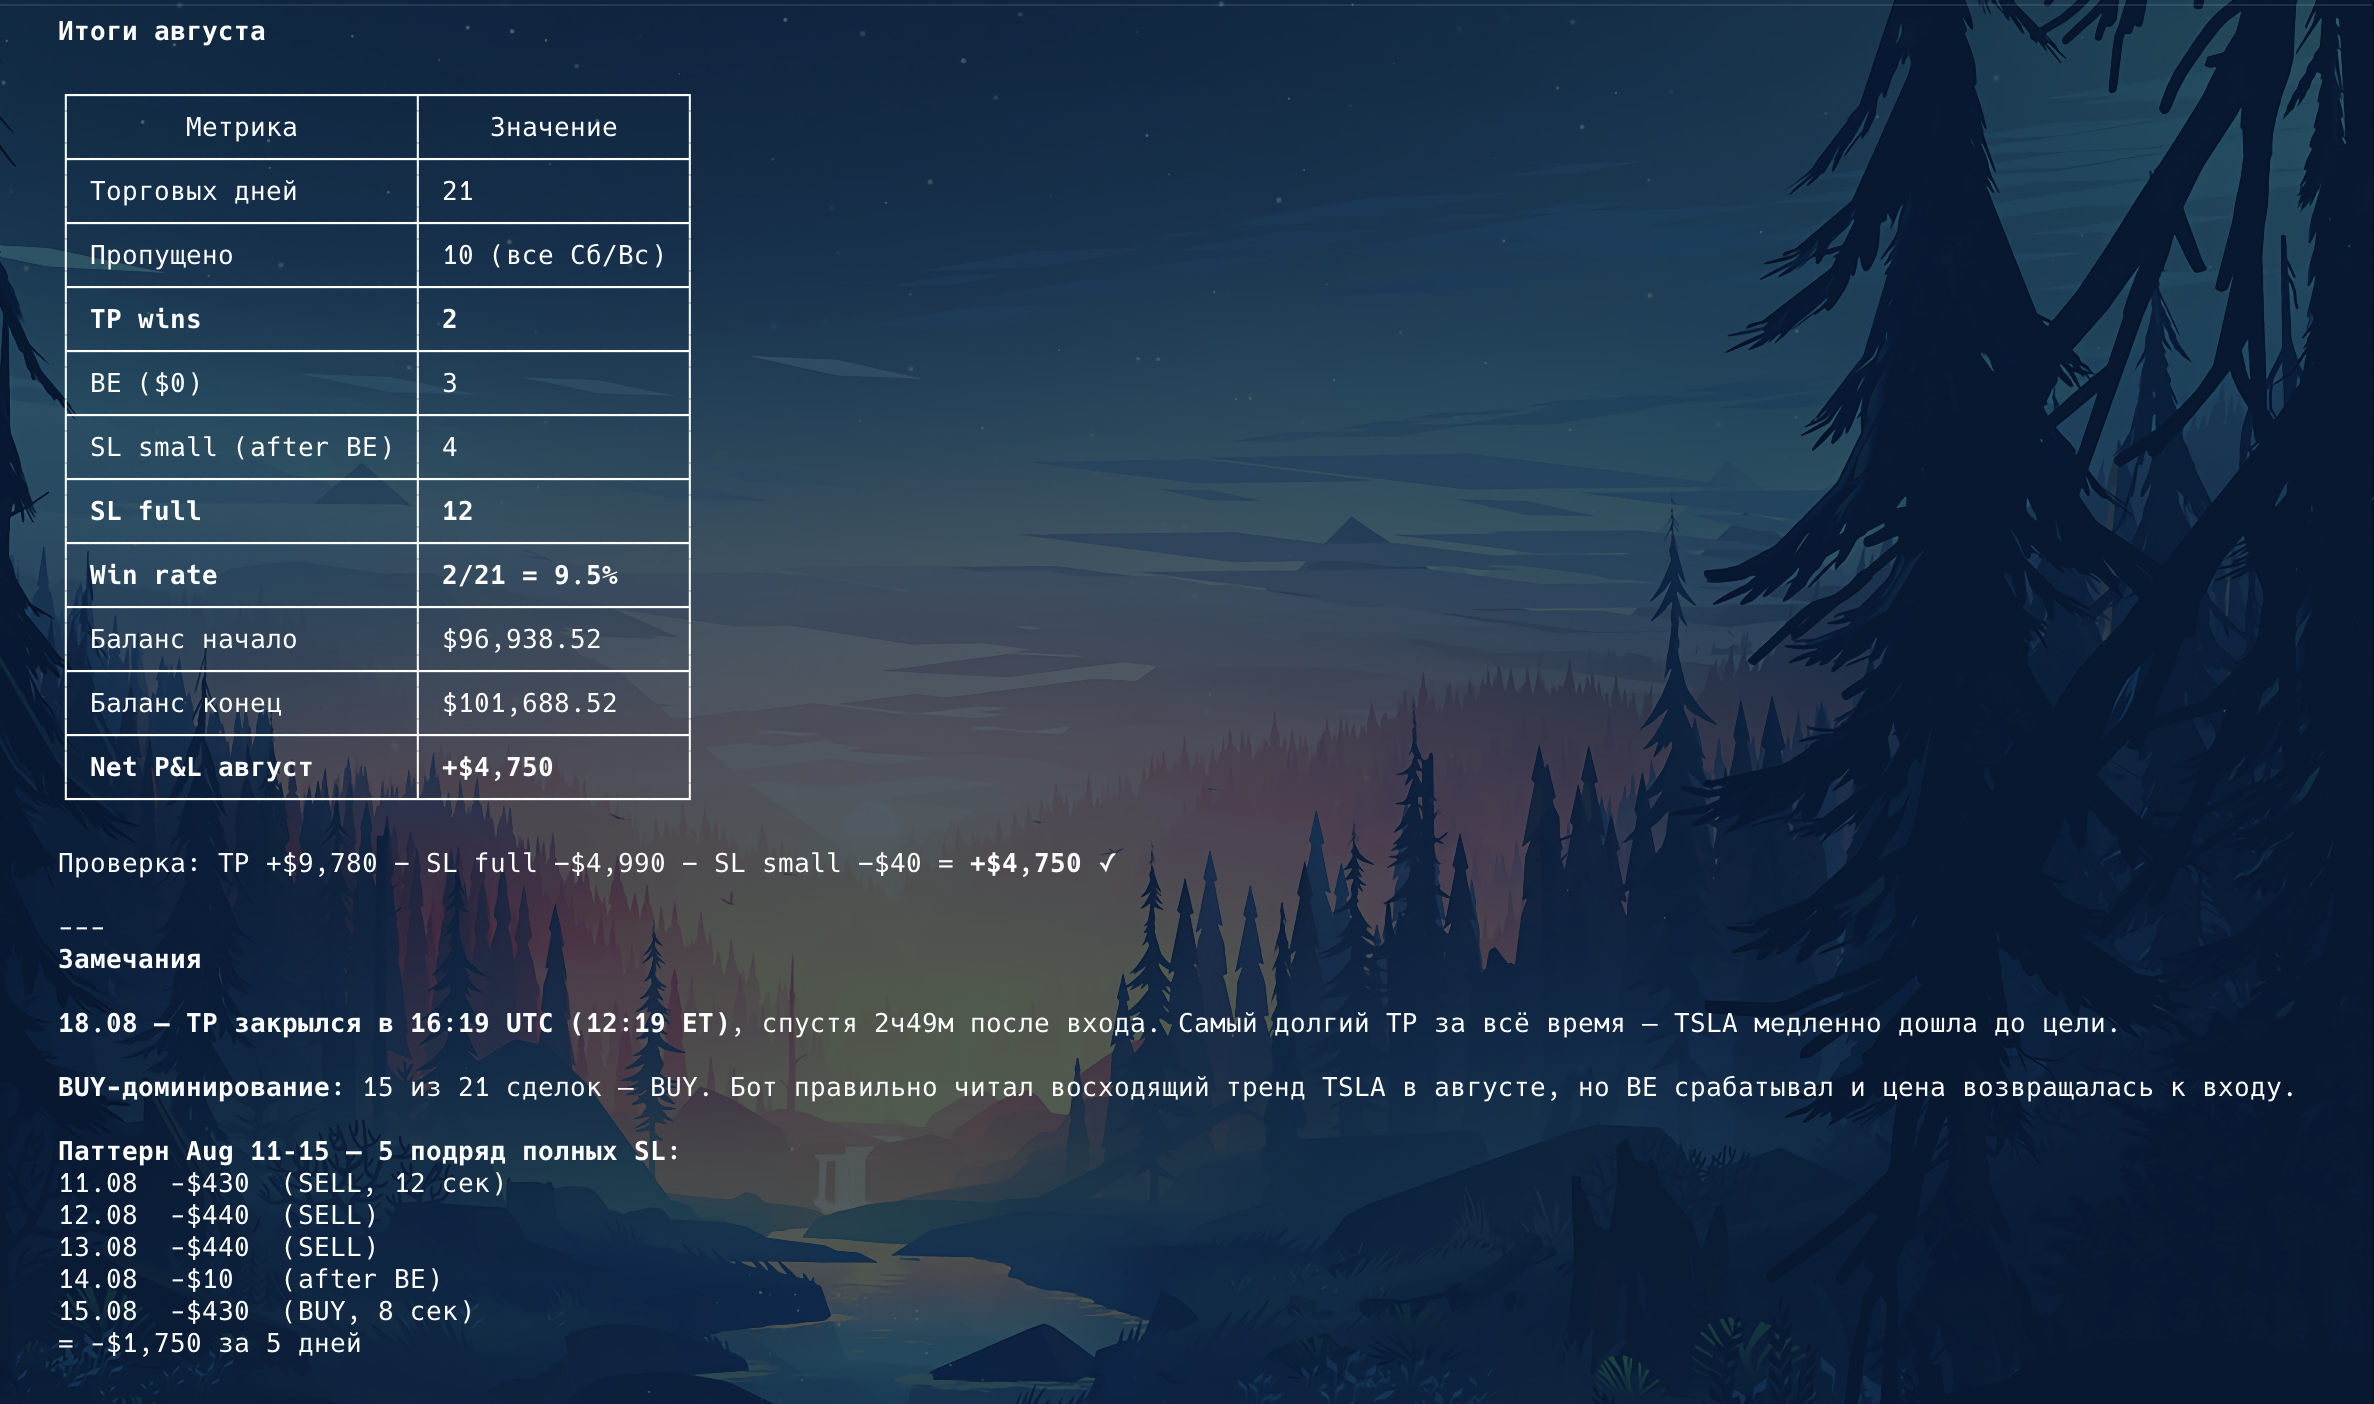 Итоги августа
Метрика Значение
Торговых дней 21
Пропущено 10 (все Сб/Вс)
TP wins 2
BE ($0) 3
SL small (after BE) 4
SL full 12
Win rate 2/21 = 9.5%
Баланс начало $96,938.52
Баланс конец $101,688.52
Net P&L август +$4,750
Проверка: TP +$9,780 − SL full −$4,990 − SL small −$40 = +$4,750 ✓
---
Замечания
18.08 — TP закрылся в 16:19 UTC (12:19 ET), спустя 2ч49м после входа. Самый долгий TP за всё время — TSLA медленно дошла до цели.
BUY-доминирование: 15 из 21 сделок — BUY. Бот правильно читал восходящий тренд TSLA в августе, но BE срабатывал и цена возвращалась к входу.
Паттерн Aug 11-15 — 5 подряд полных SL:
11.08 -$430 (SELL, 12 сек)
12.08 -$440 (SELL)
13.08 -$440 (SELL)
14.08 -$10 (after BE)
15.08 -$430 (BUY, 8 сек)
= -$1,750 за 5 дней